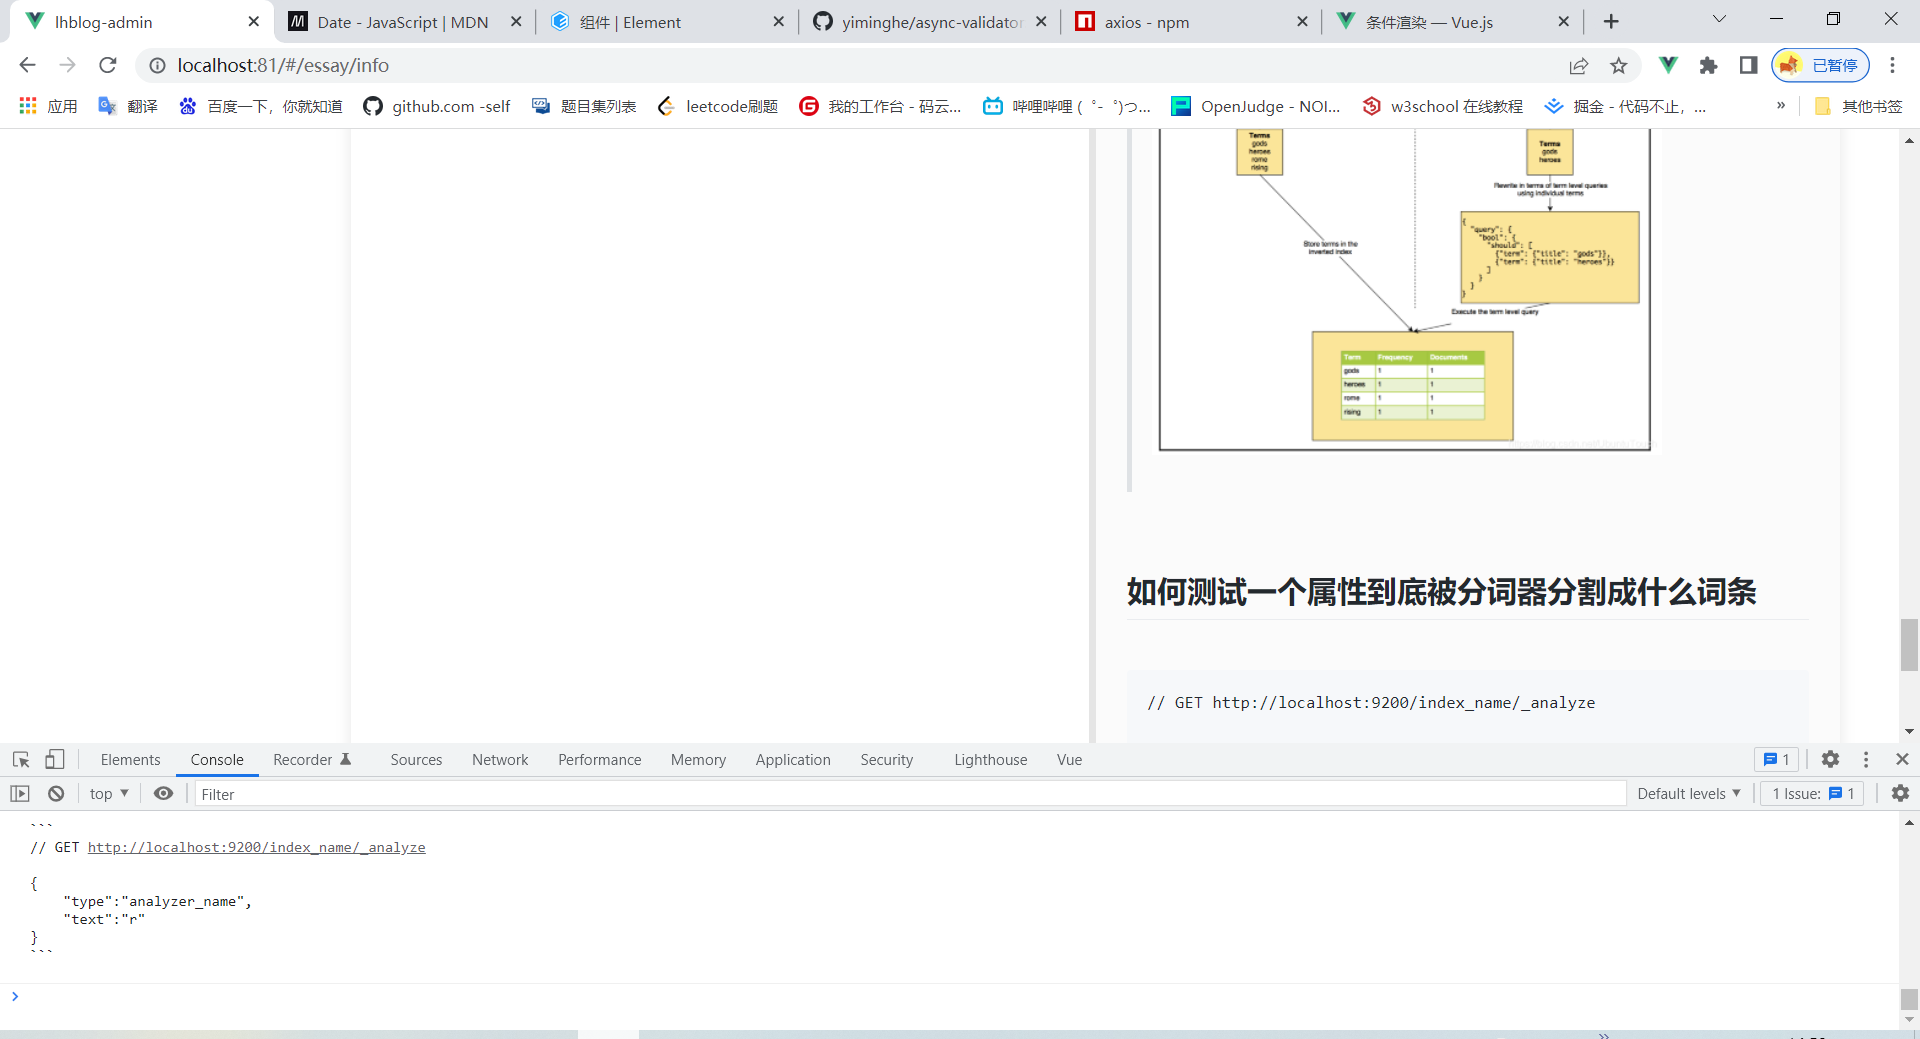 lhblog-admin
Date - JavaScript | MDN
组件 | Element
yiminghe/async-validator
axios - npm
条件渲染 — Vue.js
localhost:81/#/essay/info
已暂停
应用
翻译
百度一下，你就知道
github.com -self
题目集列表
leetcode刷题
我的工作台 - 码云...
哔哩哔哩 ( ゜- ゜)つ...
OpenJudge - NOI...
w3school 在线教程
掘金 - 代码不止，...
»
其他书签
Terms
gods
heroes
rome
rising
Terms
gods
heroes
Rewrite in terms of term level queries
using individual terms
{
"query": {
"bool": {
"should": [
{"term": {"title": "gods"}},
{"term": {"title": "heroes"}}
]
}
}
}
Store terms in the
inverted index
Execute the term level query
Term Frequency Documents
gods 1 1
heroes 1 1
rome 1 1
rising 1 1
如何测试一个属性到底被分词器分割成什么词条
// GET http://localhost:9200/index_name/_analyze
Elements
Console
Recorder
Sources
Network
Performance
Memory
Application
Security
Lighthouse
Vue
1
top
Filter
Default levels
1 Issue: 1
```
// GET http://localhost:9200/index_name/_analyze
{
"type":"analyzer_name",
"text":"r"
}
```